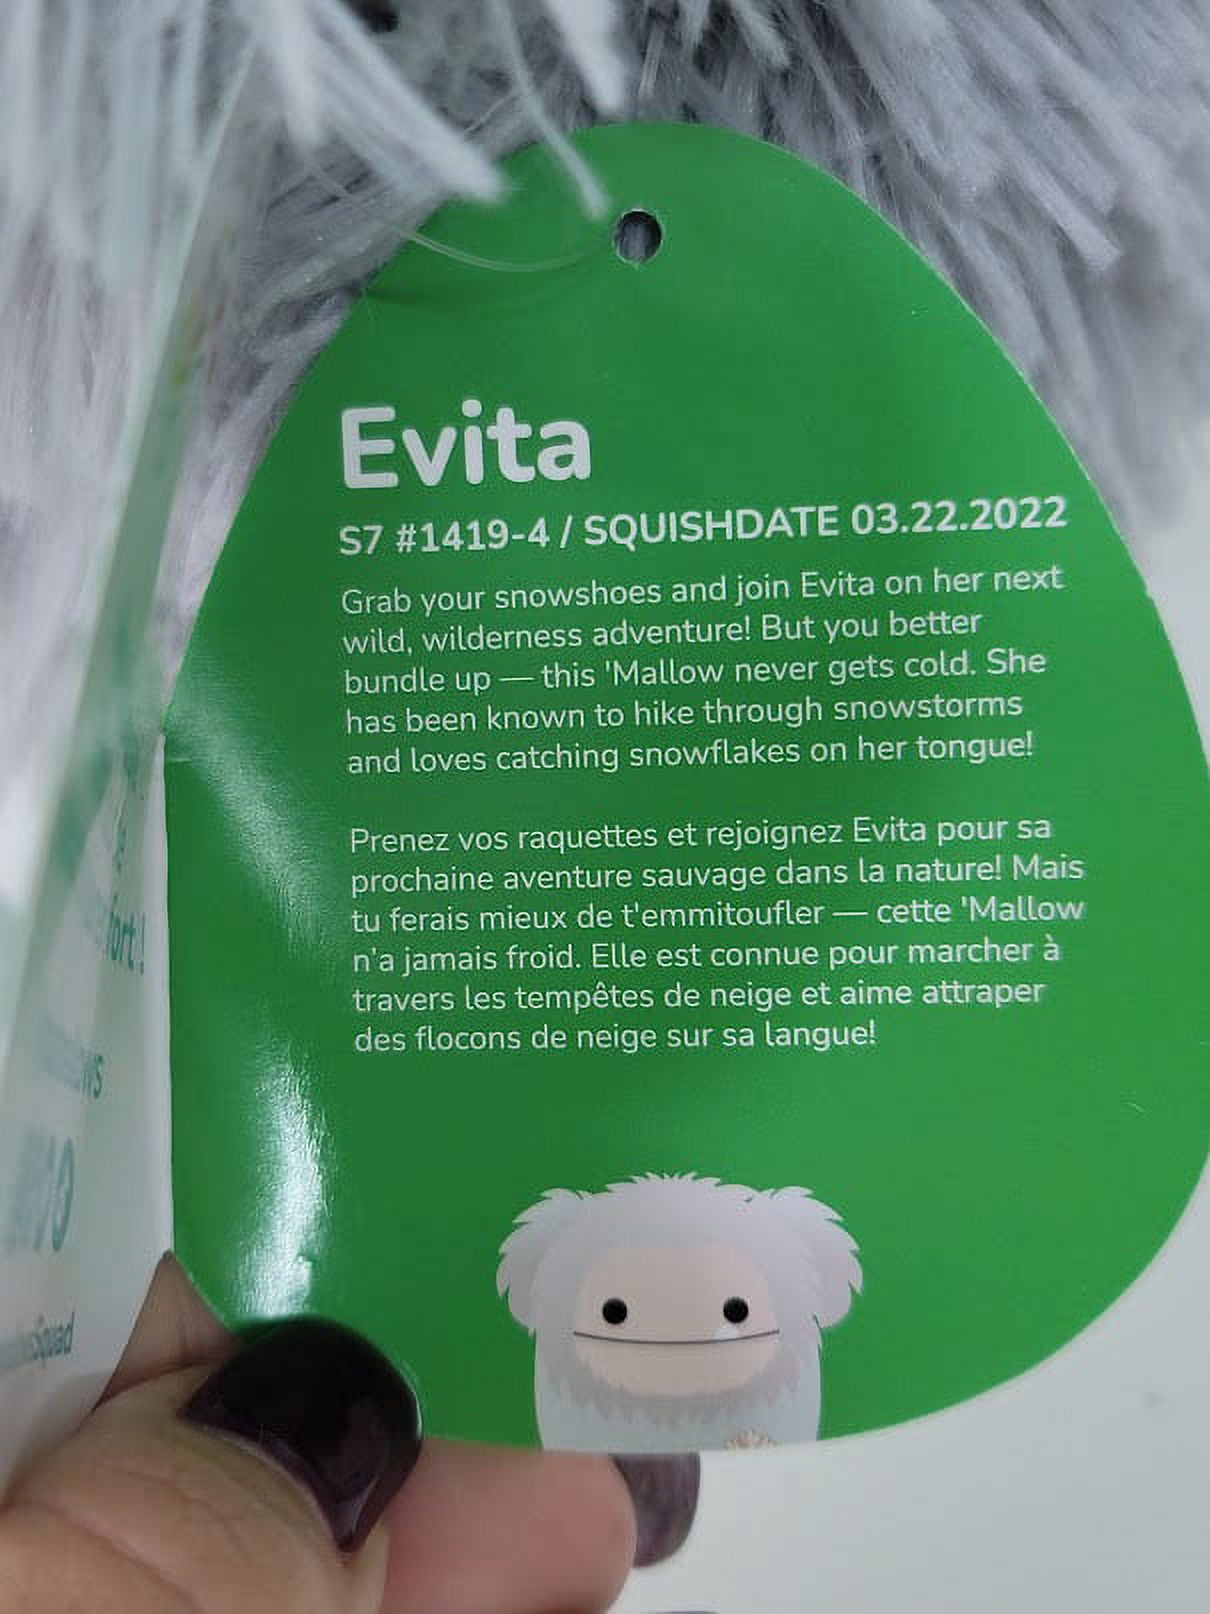 Evita
S7 #1419-4 / SQUISHDATE 03.22.2022
Grab your snowshoes and join Evita on her next
wild, wilderness adventure! But you better
bundle up — this 'Mallow never gets cold. She
has been known to hike through snowstorms
and loves catching snowflakes on her tongue!
Prenez vos raquettes et rejoignez Evita pour sa
prochaine aventure sauvage dans la nature! Mais
tu ferais mieux de t'emmitoufler — cette 'Mallow
n'a jamais froid. Elle est connue pour marcher à
travers les tempêtes de neige et aime attraper
des flocons de neige sur sa langue!